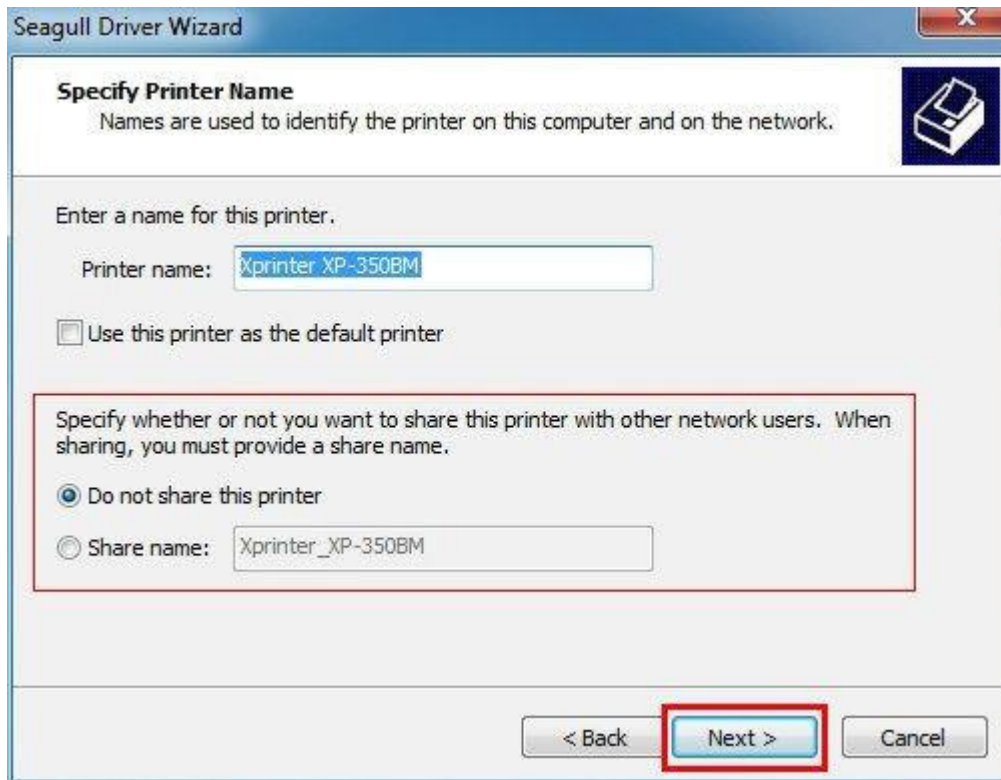 Seagull Driver Wizard
Specify Printer Name
Names are used to identify the printer on this computer and on the network.
Enter a name for this printer.
Printer name: Xprinter XP-350BM
Use this printer as the default printer
Specify whether or not you want to share this printer with other network users.  When
sharing, you must provide a share name.
Do not share this printer
Share name: Xprinter_XP-350BM
< Back Next > Cancel